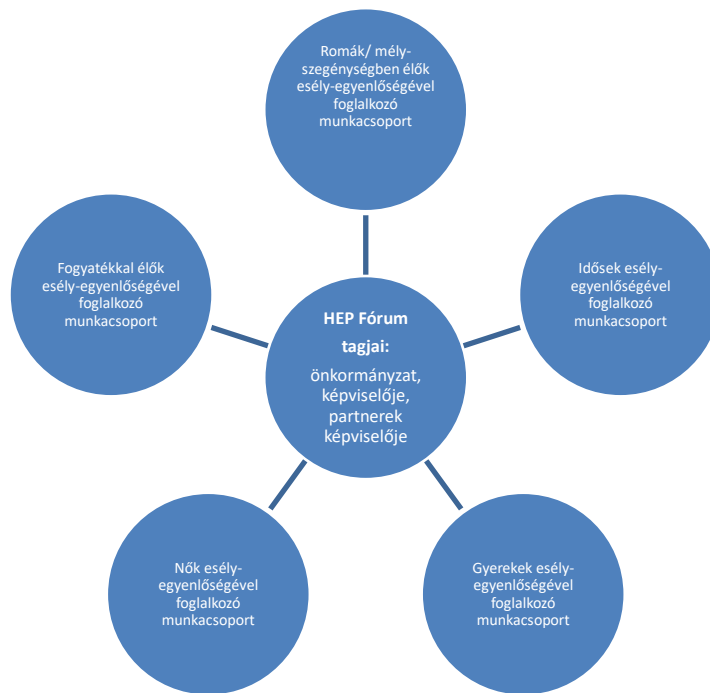 Romák/ mély-
szegénységben élők
esély-egyenlőségével
foglalkozó
munkacsoport
Fogyatékkal élők
esély-egyenlőségével
foglalkozó
munkacsoport
Idősek esély-
egyenlőségével
foglalkozó
munkacsoport
HEP Fórum
tagjai:
önkormányzat,
képviselője,
partnerek
képviselője
Nők esély-
egyenlőségével
foglalkozó
munkacsoport
Gyerekek esély-
egyenlőségével
foglalkozó
munkacsoport